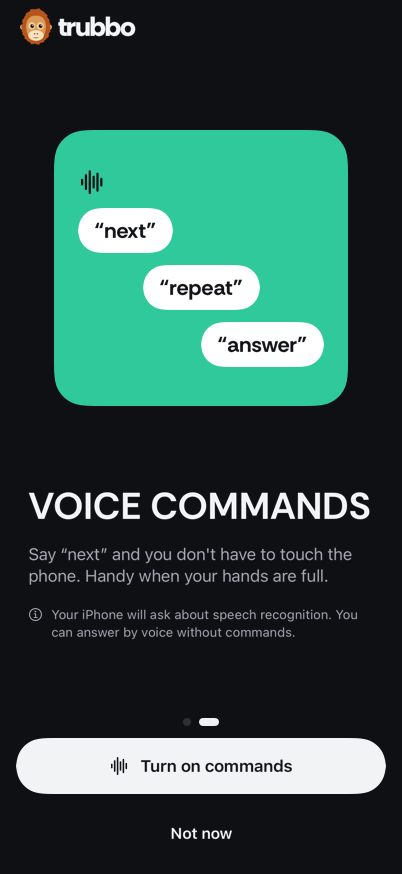 trubbo
“next”
“repeat”
“answer”
VOICE COMMANDS
Say “next” and you don't have to touch the
phone. Handy when your hands are full.
Your iPhone will ask about speech recognition. You
can answer by voice without commands.
Turn on commands
Not now